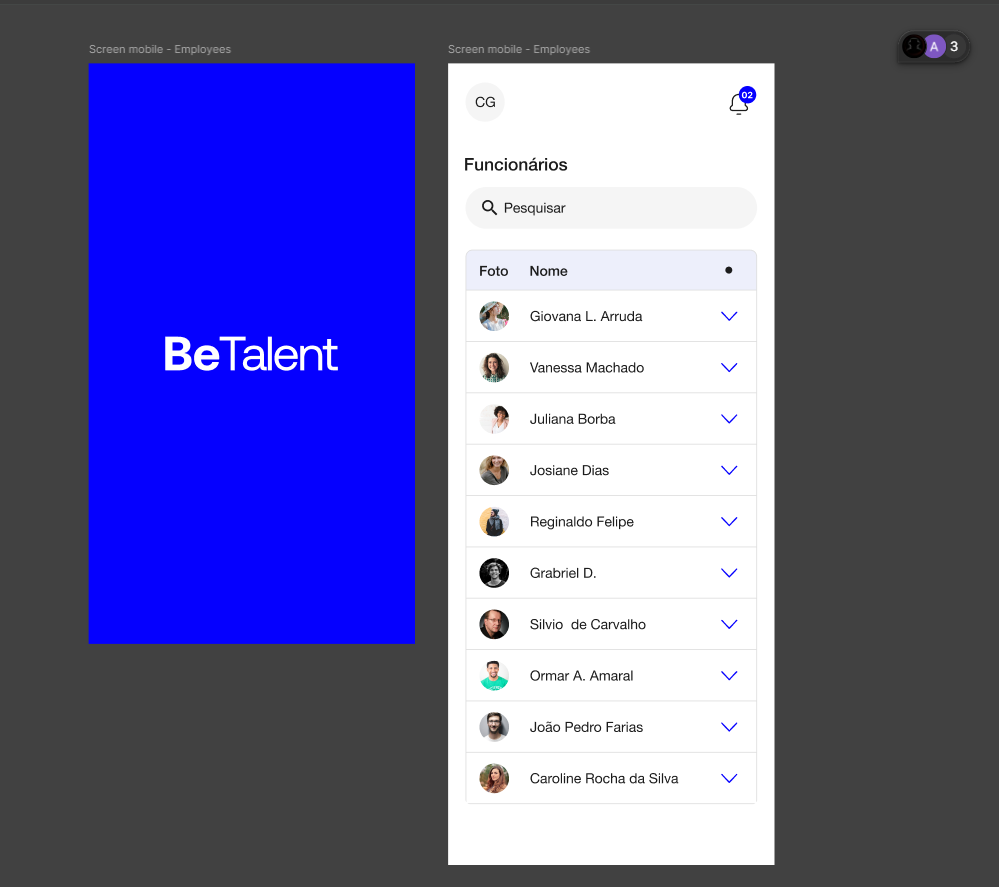 Screen mobile - Employees
BeTalent
Screen mobile - Employees
CG
02
Funcionários
Pesquisar
Foto Nome
Giovana L. Arruda
Vanessa Machado
Juliana Borba
Josiane Dias
Reginaldo Felipe
Grabriel D.
Silvio  de Carvalho
Ormar A. Amaral
João Pedro Farias
Caroline Rocha da Silva
A 3